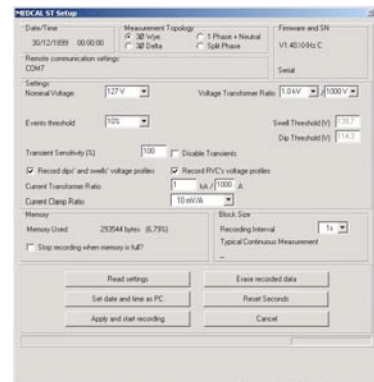 MEDCAL ST Setup
Date/Time
30/12/1899 00:00:00
Measurement Topology
3Ø Wye
3Ø Delta
1 Phase + Neutral
Split Phase
Firmware and SN
Serial
Remote communication settings
COM7
Settings
Nominal Voltage 127 V
Voltage Transformer Ratio 1.0 kV / 1000 V
Events threshold 10%
Swell Threshold (V) 139,7
Dip Threshold (V) 114,3
Transient Sensitivity (%) 100 Disable Transients
Record dips' and swells' voltage profiles Record RVC's voltage profiles
Current Transformer Ratio 1 kA / 1000 A
Current Clamp Ratio 10 mV/A
Memory
Memory Used 293544 bytes (6.79%)
Stop recording when memory is full?
Block Size
Recording Interval 1s
Typical Continuous Measurement
--
Read settings Erase recorded data
Set date and time as PC Reset Seconds
Apply and start recording Cancel